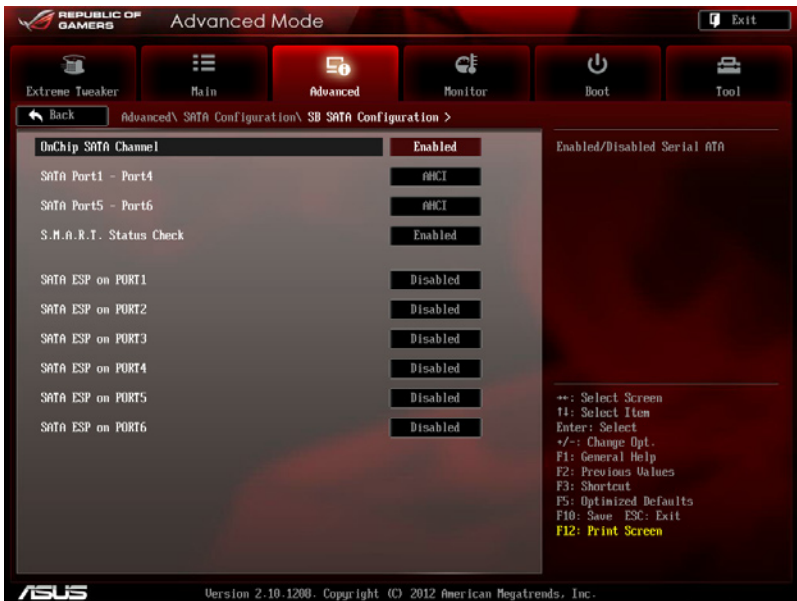 REPUBLIC OF
GAMERS
Advanced Mode
Exit
Extreme Tweaker
Main
Advanced
Monitor
Boot
Tool
Back
Advanced\ SATA Configuration\ SB SATA Configuration >
OnChip SATA Channel Enabled
SATA Port1 - Port4 AHCI
SATA Port5 - Port6 AHCI
S.M.A.R.T. Status Check Enabled
SATA ESP on PORT1 Disabled
SATA ESP on PORT2 Disabled
SATA ESP on PORT3 Disabled
SATA ESP on PORT4 Disabled
SATA ESP on PORT5 Disabled
SATA ESP on PORT6 Disabled
Enabled/Disabled Serial ATA
→←: Select Screen
↑↓: Select Item
Enter: Select
+/-: Change Opt.
F1: General Help
F2: Previous Values
F3: Shortcut
F5: Optimized Defaults
F10: Save ESC: Exit
F12: Print Screen
ASUS
Version 2.10.1208. Copyright (C) 2012 American Megatrends, Inc.